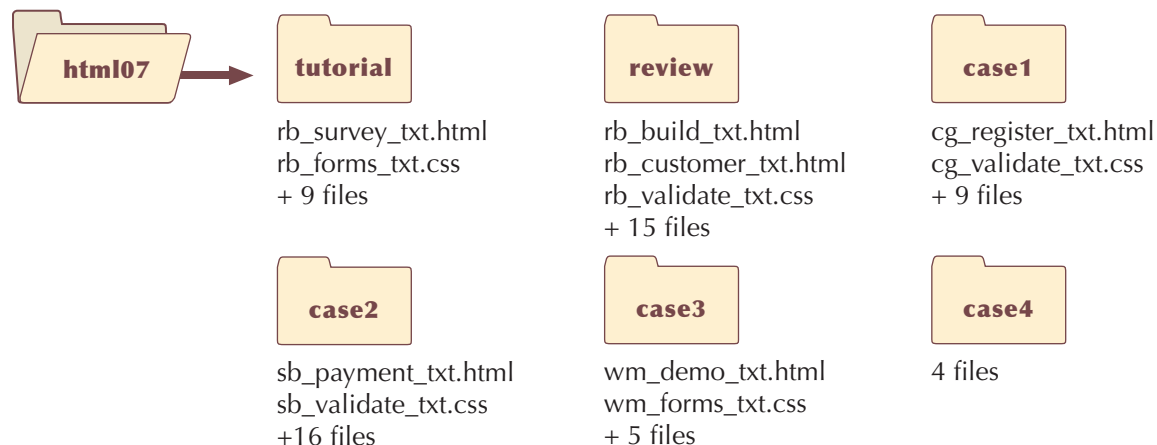 html07
tutorial
rb_survey_txt.html
rb_forms_txt.css
+ 9 files
review
rb_build_txt.html
rb_customer_txt.html
rb_validate_txt.css
+ 15 files
case1
cg_register_txt.html
cg_validate_txt.css
+ 9 files
case2
sb_payment_txt.html
sb_validate_txt.css
+16 files
case3
wm_demo_txt.html
wm_forms_txt.css
+ 5 files
case4
4 files